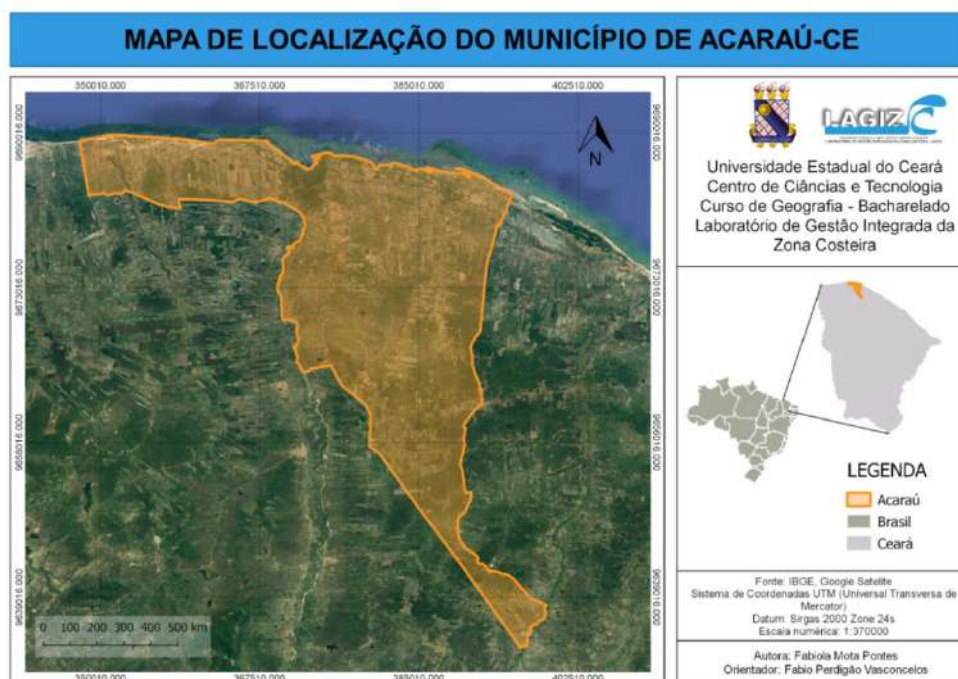 MAPA DE LOCALIZAÇÃO DO MUNICÍPIO DE ACARAÚ-CE
350010.000 367510.000 385010.000 402510.000
9690016.000
9690016.000
N
9673016.000
9673016.000
9656016.000
9656016.000
9639016.000
9639016.000
0 100 200 300 400 500 km
350010.000 367510.000 385010.000 402510.000
LAGIZC
Universidade Estadual do Ceará
Centro de Ciências e Tecnologia
Curso de Geografia - Bacharelado
Laboratório de Gestão Integrada da
Zona Costeira
LEGENDA
Acaraú
Brasil
Ceará
Fonte: IBGE, Google Satelite
Sistema de Coordenadas UTM (Universal Transversa de
Mercator)
Datum: Sirgas 2000 Zone 24s
Escala numérica: 1:370000
Autora: Fabiola Mota Pontes
Orientador: Fabio Perdigão Vasconcelos